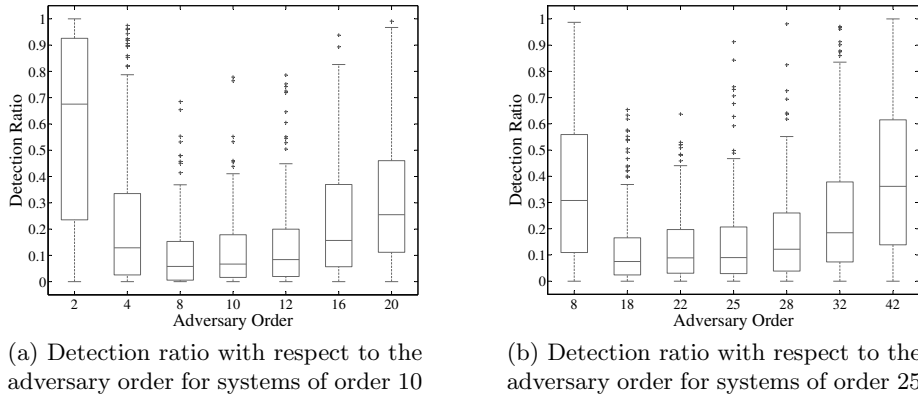 1
0.9
0.8
0.7
0.6
0.5
0.4
0.3
0.2
0.1
0
Detection Ratio
2 4 8 10 12 16 20
Adversary Order
(a) Detection ratio with respect to the
adversary order for systems of order 10
1
0.9
0.8
0.7
0.6
0.5
0.4
0.3
0.2
0.1
0
Detection Ratio
8 18 22 25 28 32 42
Adversary Order
(b) Detection ratio with respect to the
adversary order for systems of order 25